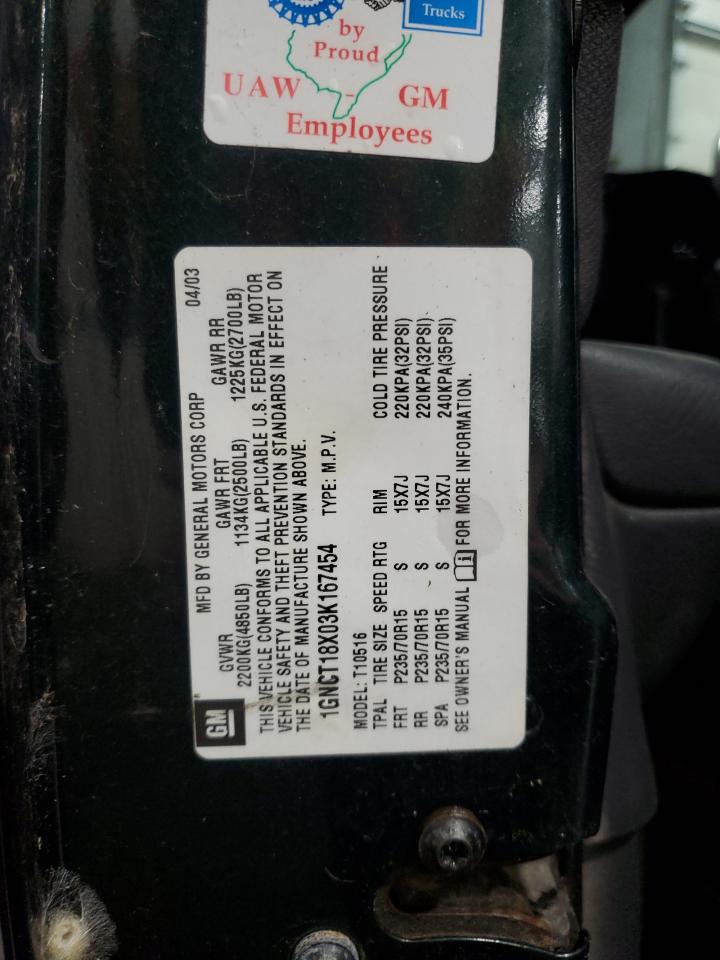 Trucks
by
Proud
UAW - GM
Employees
MFD BY GENERAL MOTORS CORP 04/03
GVWR GAWR FRT GAWR RR
2200KG(4850LB) 1134KG(2500LB) 1225KG(2700LB)
THIS VEHICLE CONFORMS TO ALL APPLICABLE U.S. FEDERAL MOTOR
VEHICLE SAFETY AND THEFT PREVENTION STANDARDS IN EFFECT ON
THE DATE OF MANUFACTURE SHOWN ABOVE.
1GNCT18X03K167454 TYPE: M.P.V.
MODEL: T10516
TPAL TIRE SIZE SPEED RTG RIM COLD TIRE PRESSURE
FRT P235/70R15 S 15X7J 220KPA(32PSI)
RR P235/70R15 S 15X7J 220KPA(32PSI)
SPA P235/70R15 S 15X7J 240KPA(35PSI)
SEE OWNER'S MANUAL FOR MORE INFORMATION.
GM